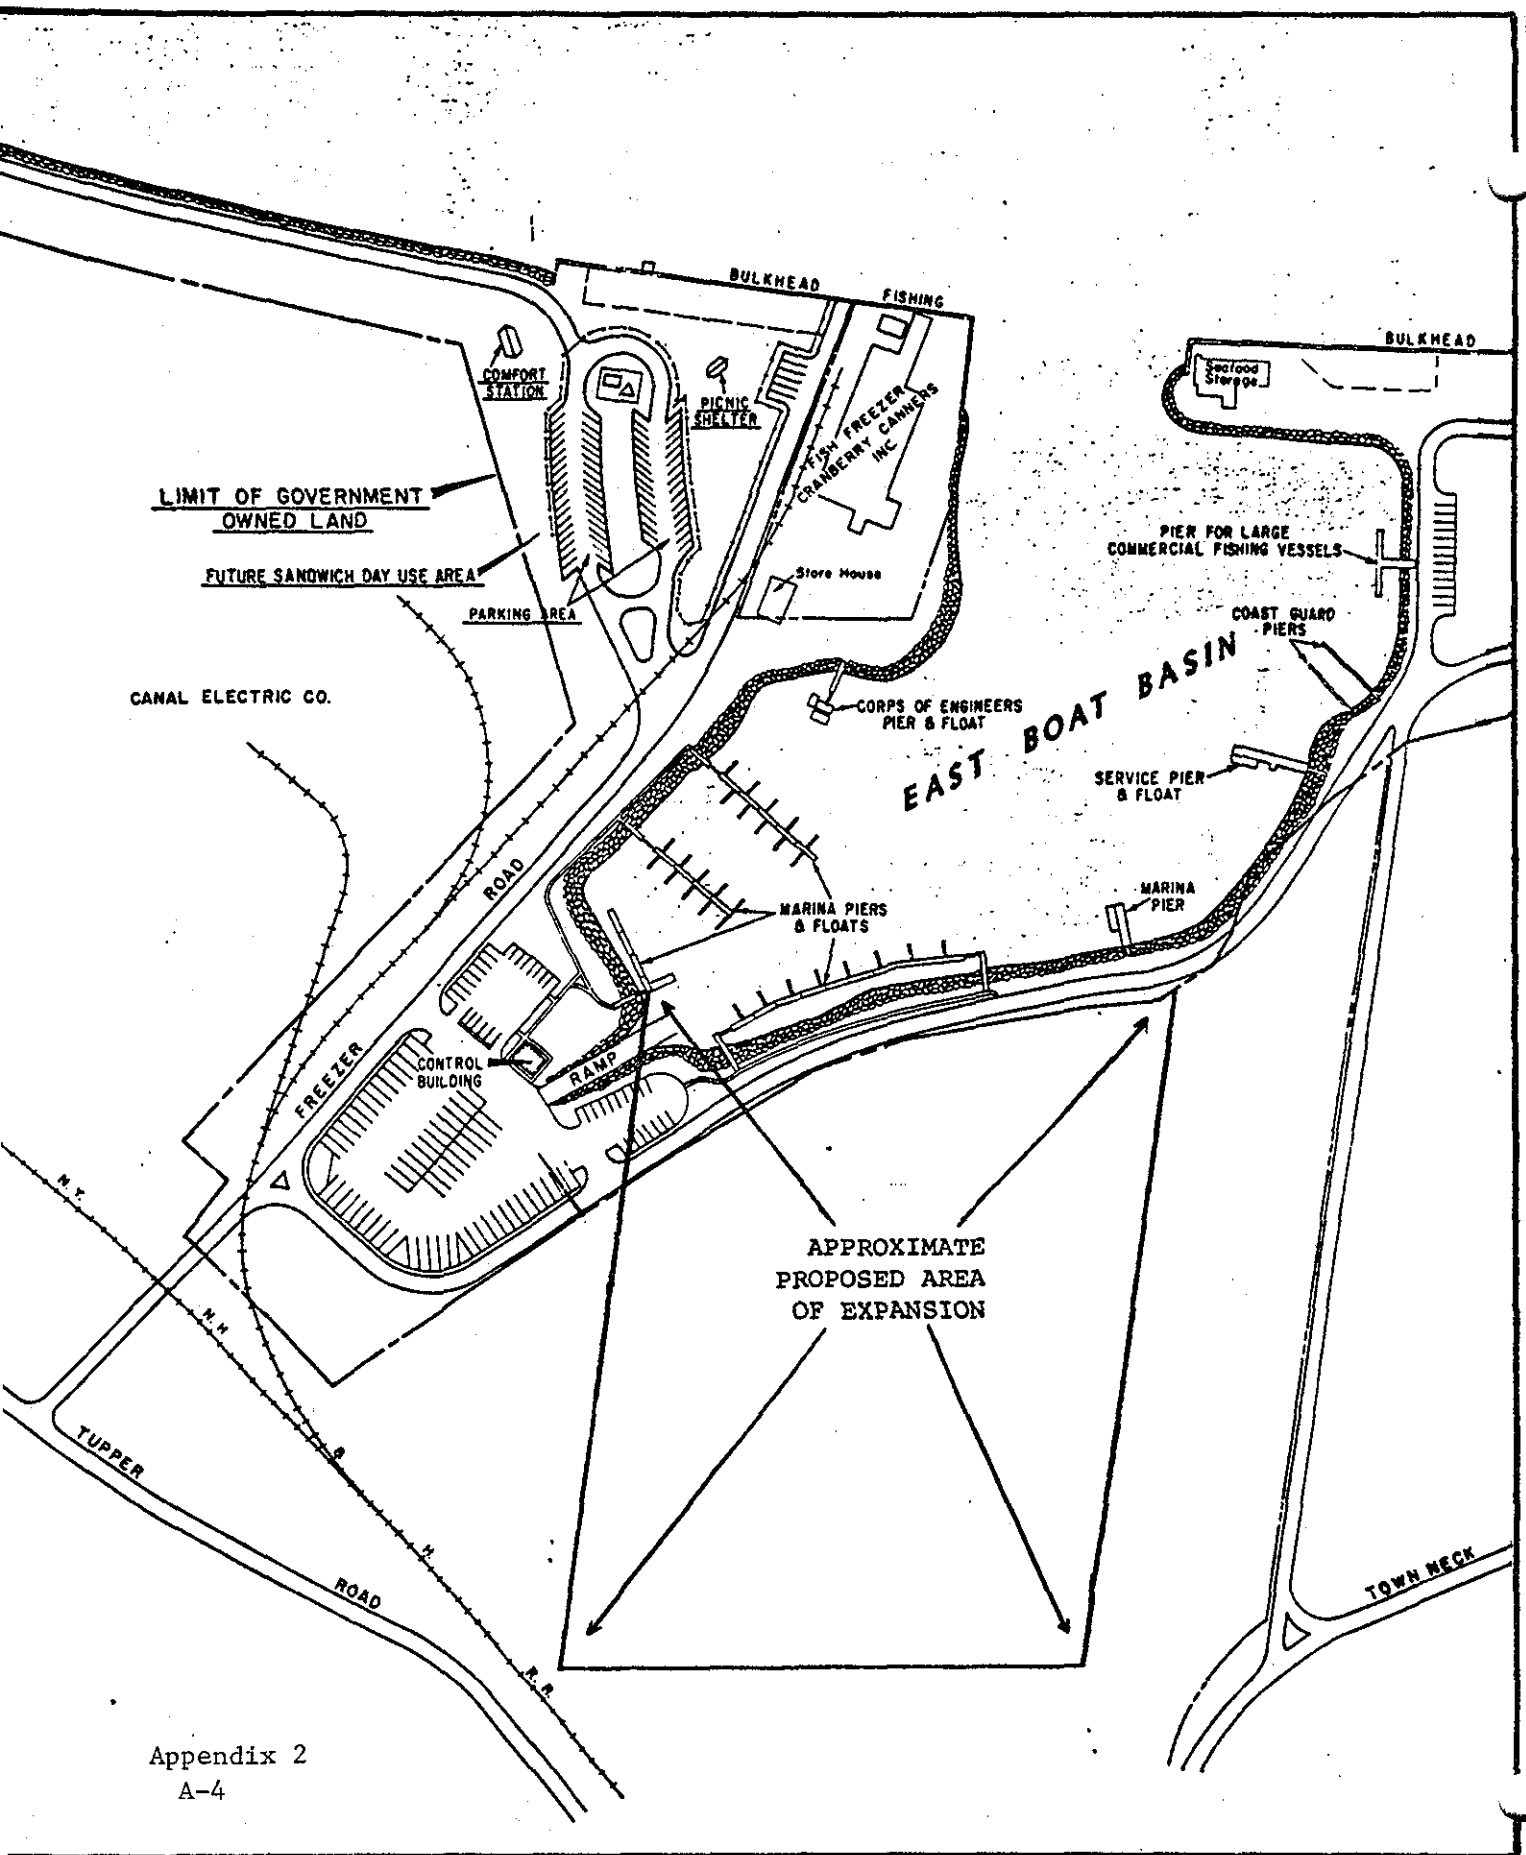 BULKHEAD
FISHING
BULKHEAD
Seafood
Storage
COMFORT
STATION
PICNIC
SHELTER
FISH FREEZER
CRANBERRY CANNERS
INC
LIMIT OF GOVERNMENT
OWNED LAND
FUTURE SANDWICH DAY USE AREA
PARKING AREA
Store House
PIER FOR LARGE
COMMERCIAL FISHING VESSELS
COAST GUARD
PIERS
CANAL ELECTRIC CO.
CORPS OF ENGINEERS
PIER & FLOAT
EAST BOAT BASIN
SERVICE PIER
& FLOAT
MARINA PIERS
& FLOATS
MARINA
PIER
FREEZER ROAD
CONTROL
BUILDING
RAMP
APPROXIMATE
PROPOSED AREA
OF EXPANSION
N.Y. N.H & H. R.R.
TUPPER ROAD
TOWN NECK
Appendix 2
A-4